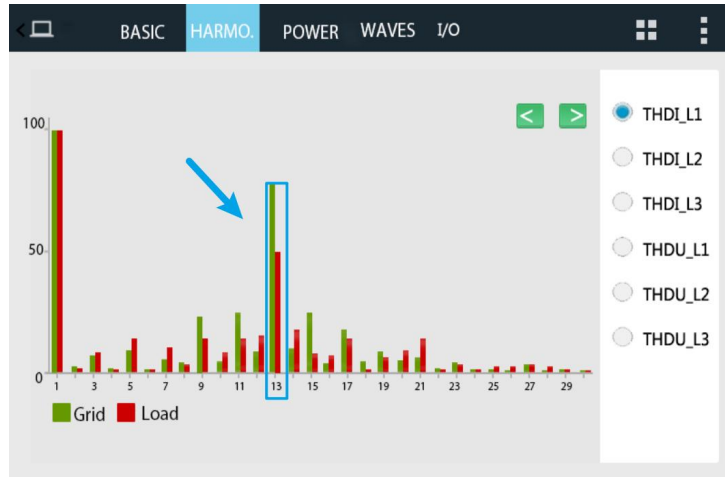 BASIC HARMO. POWER WAVES I/O
100
50
0
1 3 5 7 9 11 13 15 17 19 21 23 25 27 29
Grid Load
< >
THDI_L1
THDI_L2
THDI_L3
THDU_L1
THDU_L2
THDU_L3